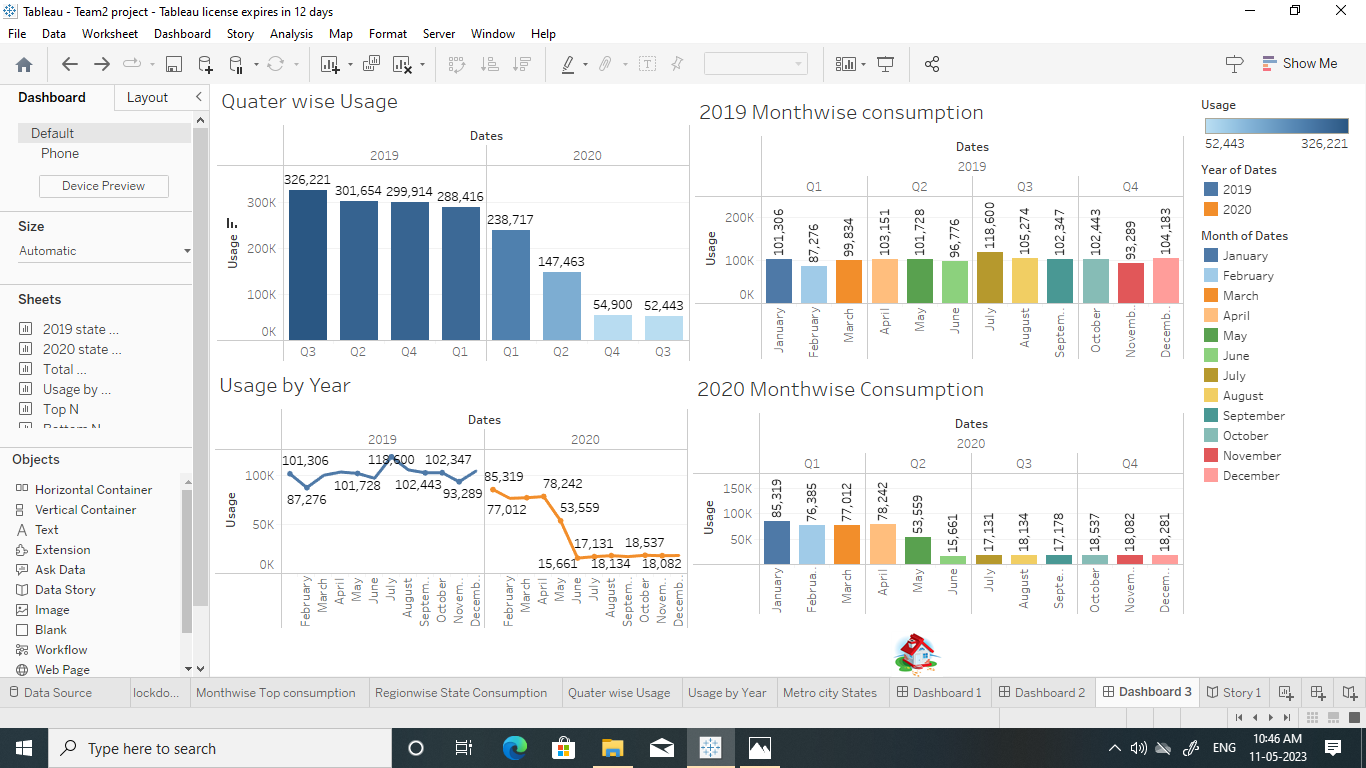 Tableau - Team2 project - Tableau license expires in 12 days
File Data Worksheet Dashboard Story Analysis Map Format Server Window Help
Show Me
Dashboard Layout
Default
Phone
Device Preview
Size
Automatic
Sheets
2019 state ...
2020 state ...
Total ...
Usage by ...
Top N
Bottom N
Objects
Horizontal Container
Vertical Container
Text
Extension
Ask Data
Data Story
Image
Blank
Workflow
Web Page
Quater wise Usage
Dates
2019 2020
Usage
300K
200K
100K
0K
326,221 301,654 299,914 288,416 238,717 147,463 54,900 52,443
Q3 Q2 Q4 Q1 Q1 Q2 Q4 Q3
2019 Monthwise consumption
Dates
2019
Q1 Q2 Q3 Q4
Usage
200K
100K
0K
101,306 87,276 99,834 103,151 101,728 96,776 118,600 105,274 102,347 102,443 93,289 104,183
January February March April May June July August Septem.. October Novemb.. Decemb..
Usage by Year
Dates
2019 2020
Usage
100K
50K
0K
101,306 118,600 102,347
87,276 101,728 102,443 93,289
85,319 78,242
77,012 53,559
17,131 18,537
15,661 18,134 18,082
February March April May June July August Septem.. October Novem.. Decemb.. February March April May June July August Septem.. October Novem.. Decemb..
2020 Monthwise Consumption
Dates
2020
Q1 Q2 Q3 Q4
Usage
150K
100K
50K
85,319 76,385 77,012 78,242 53,559 15,661 17,131 18,134 17,178 18,537 18,082 18,281
January Februa.. March April May June July August Septe.. October Novem.. Decem..
Usage
52,443 326,221
Year of Dates
2019
2020
Month of Dates
January
February
March
April
May
June
July
August
September
October
November
December
Data Source lockdo... Monthwise Top consumption Regionwise State Consumption Quater wise Usage Usage by Year Metro city States Dashboard 1 Dashboard 2 Dashboard 3 Story 1
Type here to search
ENG
10:46 AM
11-05-2023